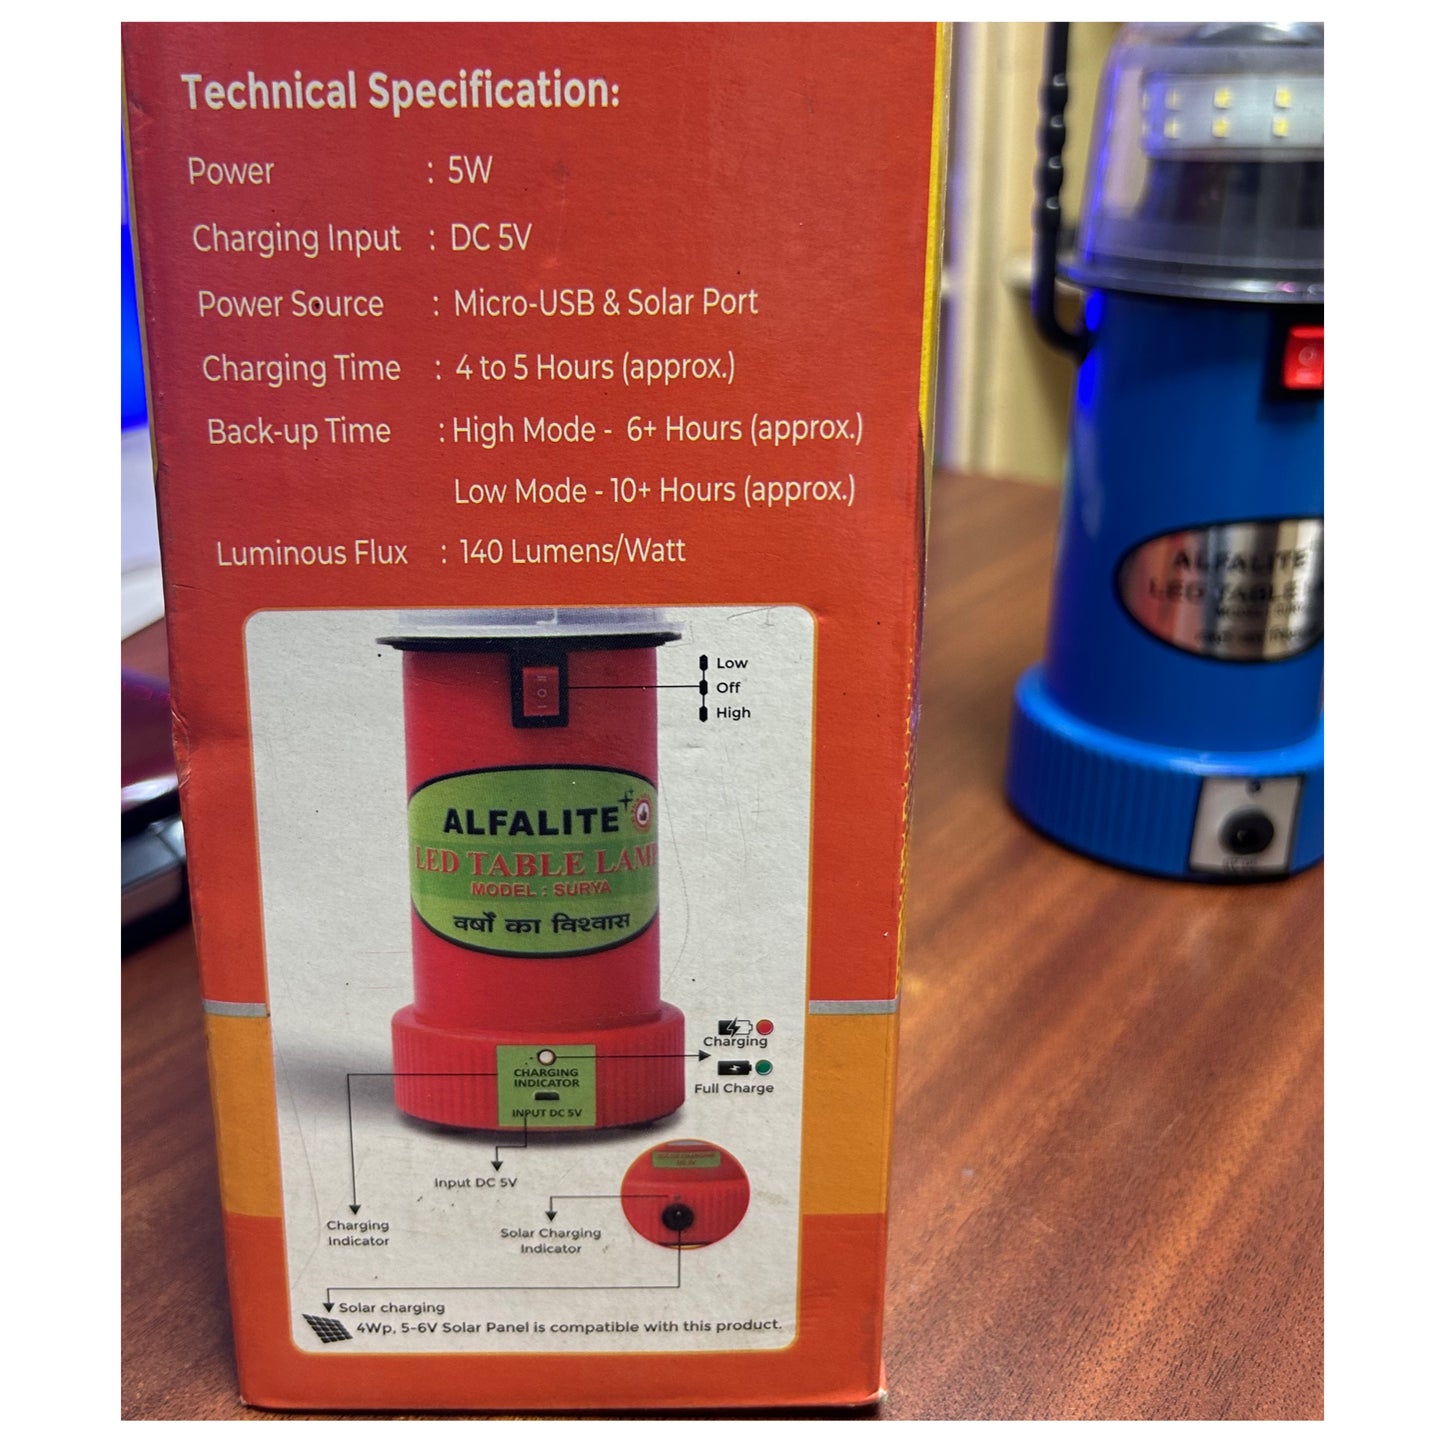 Technical Specification:
Power : 5W
Charging Input : DC 5V
Power Source : Micro-USB & Solar Port
Charging Time : 4 to 5 Hours (approx.)
Back-up Time : High Mode - 6+ Hours (approx.)
Low Mode - 10+ Hours (approx.)
Luminous Flux : 140 Lumens/Watt
Low
Off
High
ALFALITE
LED TABLE LAMP
MODEL : SURYA
वर्षों का विश्वास
Charging
Full Charge
CHARGING
INDICATOR
INPUT DC 5V
Input DC 5V
Charging
Indicator
Solar Charging
Indicator
Solar charging
4Wp, 5-6V Solar Panel is compatible with this product.
ALFALITE
LED TABLE